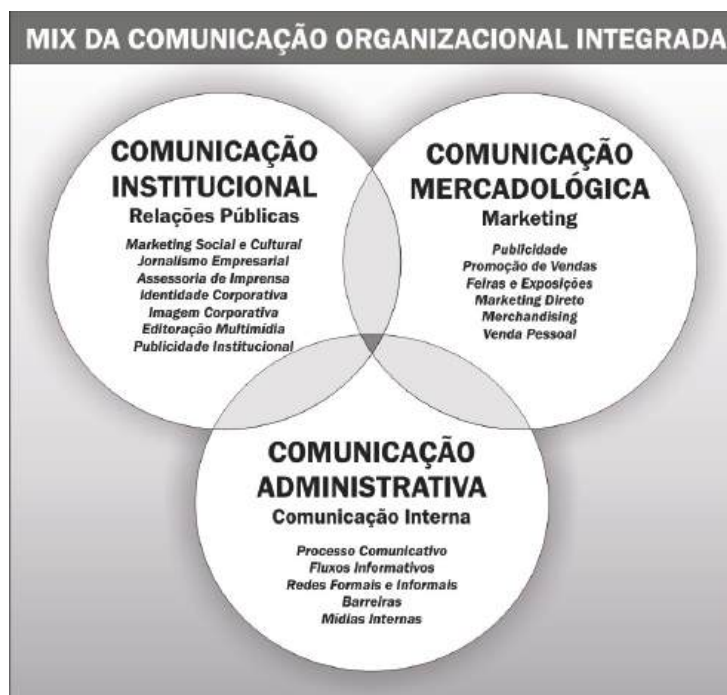 MIX DA COMUNICAÇÃO ORGANIZACIONAL INTEGRADA
COMUNICAÇÃO
INSTITUCIONAL
Relações Públicas
Marketing Social e Cultural
Jornalismo Empresarial
Assessoria de Imprensa
Identidade Corporativa
Imagem Corporativa
Editoração Multimídia
Publicidade Institucional
COMUNICAÇÃO
MERCADOLÓGICA
Marketing
Publicidade
Promoção de Vendas
Feiras e Exposições
Marketing Direto
Merchandising
Venda Pessoal
COMUNICAÇÃO
ADMINISTRATIVA
Comunicação Interna
Processo Comunicativo
Fluxos Informativos
Redes Formais e Informais
Barreiras
Mídias Internas